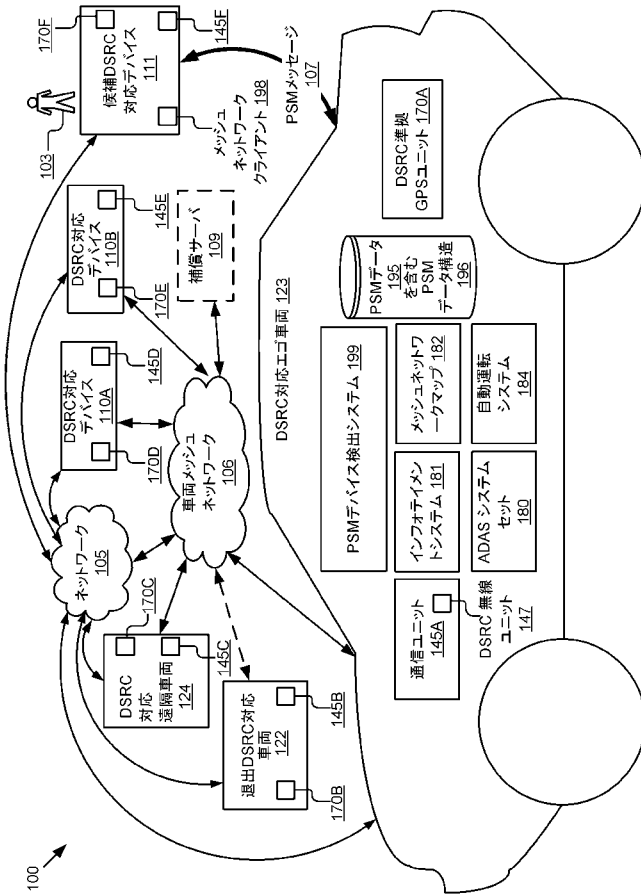 100
170F
145F
候補DSRC
対応デバイス
111
103
メッシュ
ネットワーク
クライアント 198
PSMメッセージ
107
145E
DSRC対応
デバイス
110B
170E
補償サーバ
109
145D
DSRC対応
デバイス
110A
170D
車両メッシュ
ネットワーク
106
ネットワーク
105
170C
DSRC
対応
遠隔車両
124
145C
退出DSRC対応
車両
122
145B
170B
DSRC対応エゴ車両 123
PSMデバイス検出システム 199
PSMデータ
195
を含む
PSM
データ構造
196
DSRC準拠
GPSユニット 170A
通信ユニット
145A
DSRC 無線
ユニット
147
インフォテイメン
トシステム 181
メッシュネットワ
ークマップ 182
ADAS システム
セット
180
自動運転
システム
184